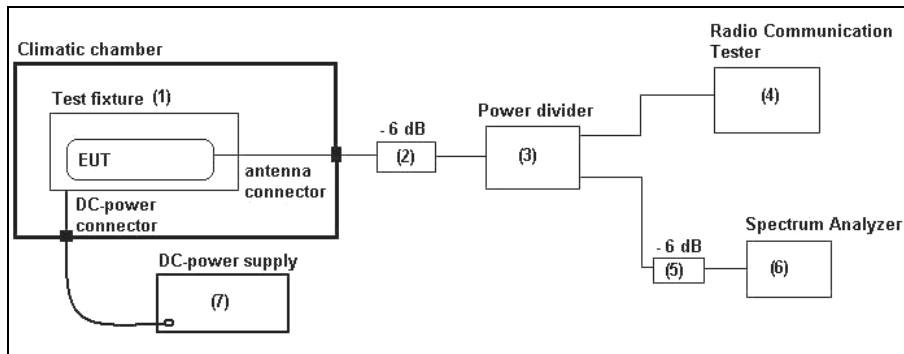 Radio Communication
Tester
Climatic chamber
Test fixture (1)
(4)
Power divider
- 6 dB
(2)
(3)
EUT
antenna
connector
DC-power
connector
Spectrum Analyzer
- 6 dB
(5)
(6)
DC-power supply
(7)